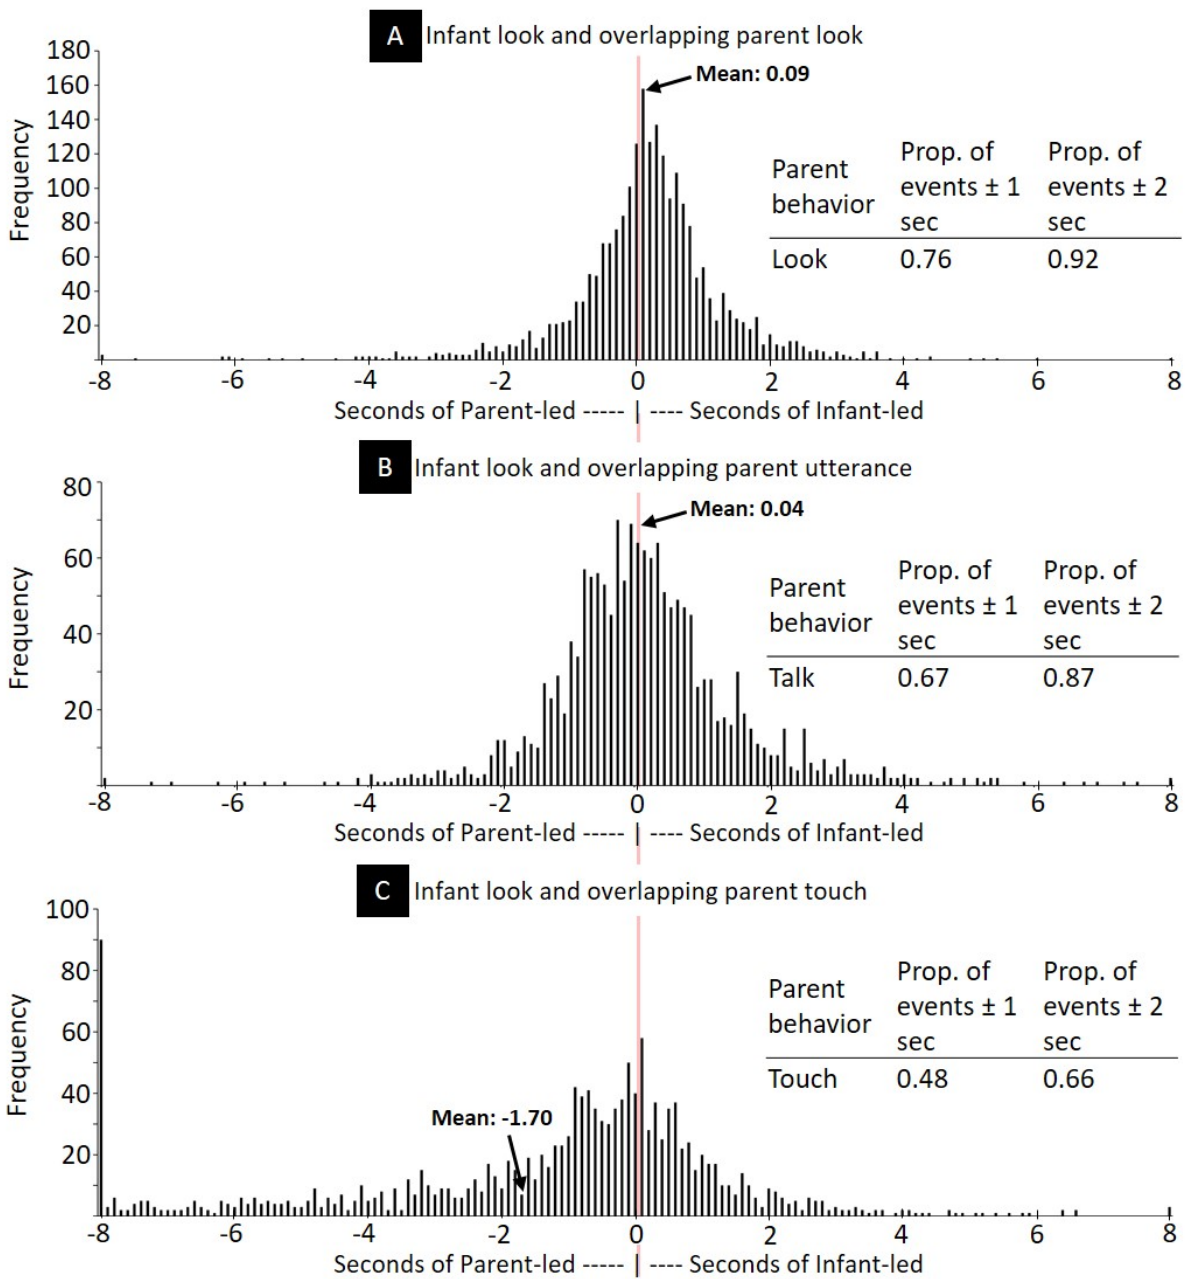 A Infant look and overlapping parent look
180
160
140
120
100
80
60
40
20
Frequency
Mean: 0.09
Parent behavior
Prop. of events ± 1 sec
Prop. of events ± 2 sec
Look 0.76 0.92
-8 -6 -4 -2 0 2 4 6 8
Seconds of Parent-led ----- | ---- Seconds of Infant-led
B Infant look and overlapping parent utterance
80
60
40
20
Frequency
Mean: 0.04
Parent behavior
Prop. of events ± 1 sec
Prop. of events ± 2 sec
Talk 0.67 0.87
-8 -6 -4 -2 0 2 4 6 8
Seconds of Parent-led ----- | ---- Seconds of Infant-led
C Infant look and overlapping parent touch
100
80
60
40
20
Frequency
Mean: -1.70
Parent behavior
Prop. of events ± 1 sec
Prop. of events ± 2 sec
Touch 0.48 0.66
-8 -6 -4 -2 0 2 4 6 8
Seconds of Parent-led ----- | ---- Seconds of Infant-led